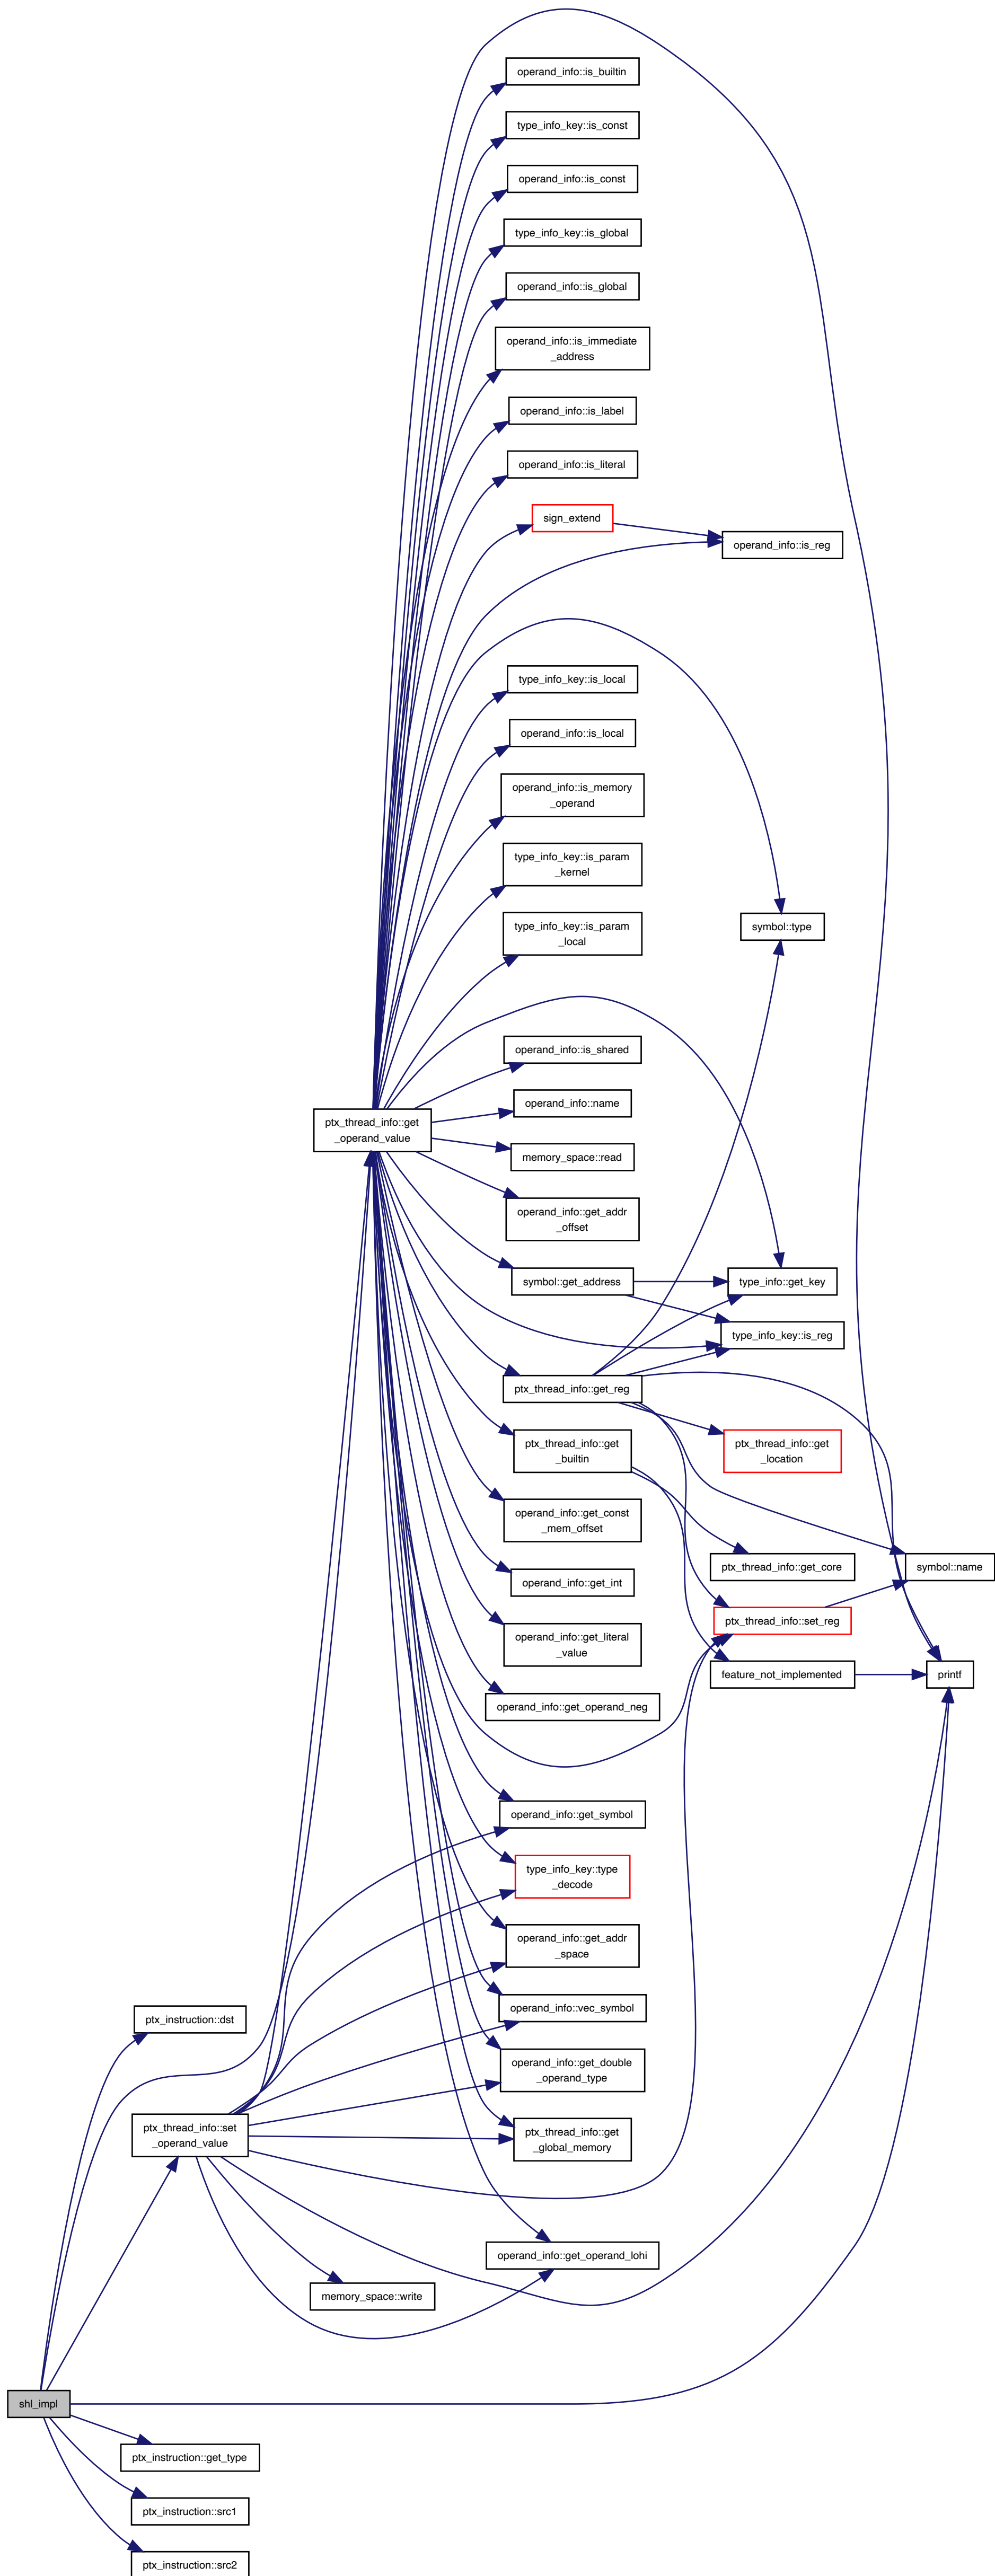 operand_info::is_builtin
type_info_key::is_const
operand_info::is_const
type_info_key::is_global
operand_info::is_global
operand_info::is_immediate
_address
operand_info::is_label
operand_info::is_literal
sign_extend
operand_info::is_reg
type_info_key::is_local
operand_info::is_local
operand_info::is_memory
_operand
type_info_key::is_param
_kernel
type_info_key::is_param
_local
symbol::type
operand_info::is_shared
operand_info::name
ptx_thread_info::get
_operand_value
memory_space::read
operand_info::get_addr
_offset
symbol::get_address
type_info::get_key
type_info_key::is_reg
ptx_thread_info::get_reg
ptx_thread_info::get
_builtin
ptx_thread_info::get
_location
operand_info::get_const
_mem_offset
ptx_thread_info::get_core
symbol::name
operand_info::get_int
ptx_thread_info::set_reg
operand_info::get_literal
_value
feature_not_implemented
printf
operand_info::get_operand_neg
operand_info::get_symbol
type_info_key::type
_decode
operand_info::get_addr
_space
operand_info::vec_symbol
ptx_instruction::dst
operand_info::get_double
_operand_type
ptx_thread_info::set
_operand_value
ptx_thread_info::get
_global_memory
operand_info::get_operand_lohi
memory_space::write
shl_impl
ptx_instruction::get_type
ptx_instruction::src1
ptx_instruction::src2